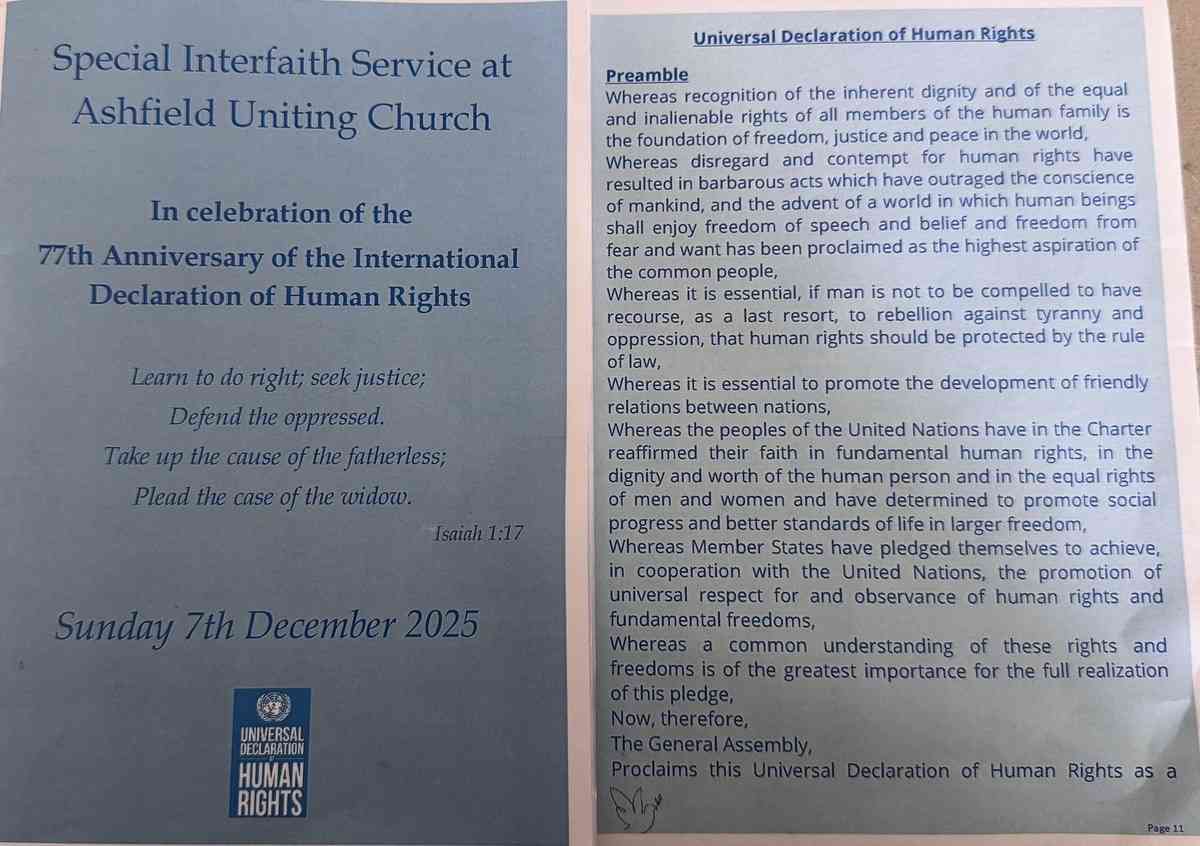 Special Interfaith Service at
Ashfield Uniting Church
In celebration of the
77th Anniversary of the International
Declaration of Human Rights
Learn to do right; seek justice;
Defend the oppressed.
Take up the cause of the fatherless;
Plead the case of the widow.
Isaiah 1:17
Sunday 7th December 2025
UNIVERSAL
DECLARATION
OF
HUMAN
RIGHTS
Universal Declaration of Human Rights
Preamble
Whereas recognition of the inherent dignity and of the equal
and inalienable rights of all members of the human family is
the foundation of freedom, justice and peace in the world,
Whereas disregard and contempt for human rights have
resulted in barbarous acts which have outraged the conscience
of mankind, and the advent of a world in which human beings
shall enjoy freedom of speech and belief and freedom from
fear and want has been proclaimed as the highest aspiration of
the common people,
Whereas it is essential, if man is not to be compelled to have
recourse, as a last resort, to rebellion against tyranny and
oppression, that human rights should be protected by the rule
of law,
Whereas it is essential to promote the development of friendly
relations between nations,
Whereas the peoples of the United Nations have in the Charter
reaffirmed their faith in fundamental human rights, in the
dignity and worth of the human person and in the equal rights
of men and women and have determined to promote social
progress and better standards of life in larger freedom,
Whereas Member States have pledged themselves to achieve,
in cooperation with the United Nations, the promotion of
universal respect for and observance of human rights and
fundamental freedoms,
Whereas a common understanding of these rights and
freedoms is of the greatest importance for the full realization
of this pledge,
Now, therefore,
The General Assembly,
Proclaims this Universal Declaration of Human Rights as a
Page 11